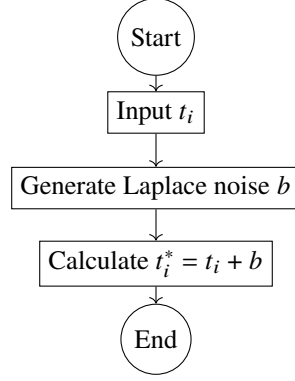 Start
Input t_i
Generate Laplace noise b
Calculate t_i^* = t_i + b
End